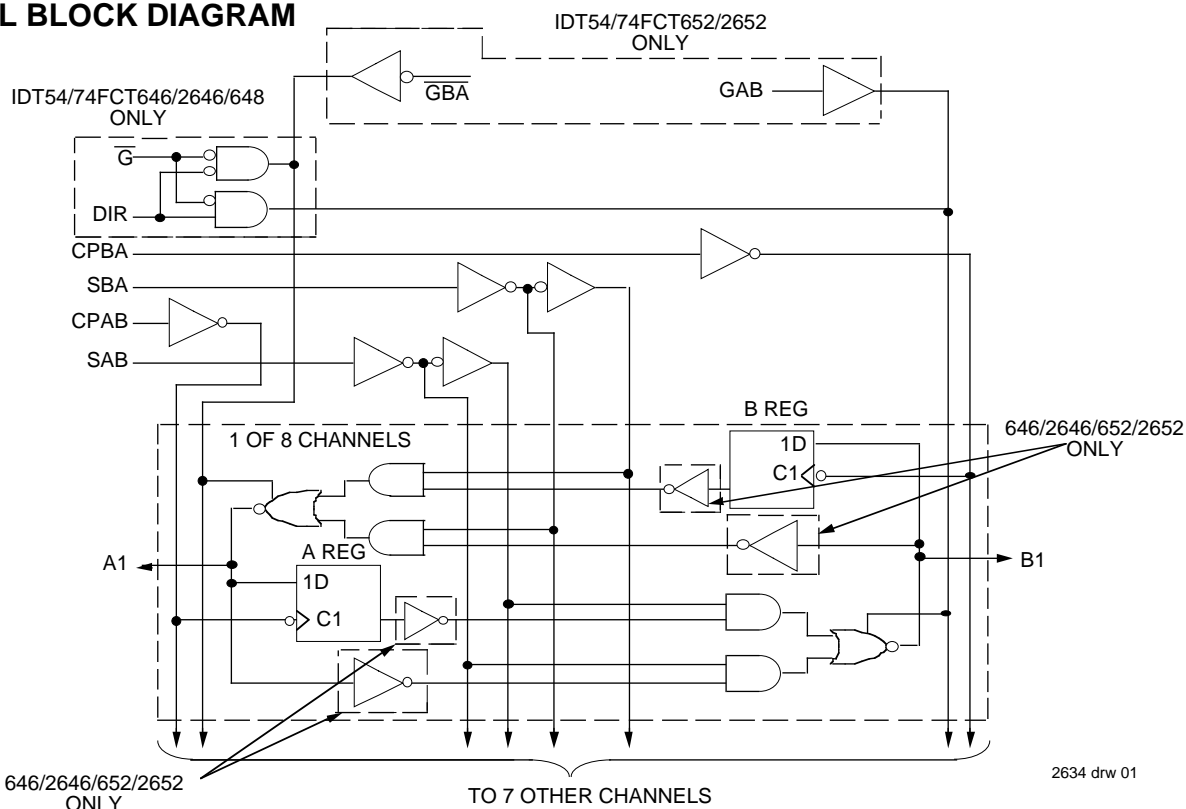 L BLOCK DIAGRAM
IDT54/74FCT652/2652
ONLY
IDT54/74FCT646/2646/648
ONLY
GBA
GAB
G
DIR
CPBA
SBA
CPAB
SAB
B REG
1 OF 8 CHANNELS
1D
C1
646/2646/652/2652
ONLY
A REG
A1
1D
C1
B1
646/2646/652/2652
ONLY
TO 7 OTHER CHANNELS
2634 drw 01